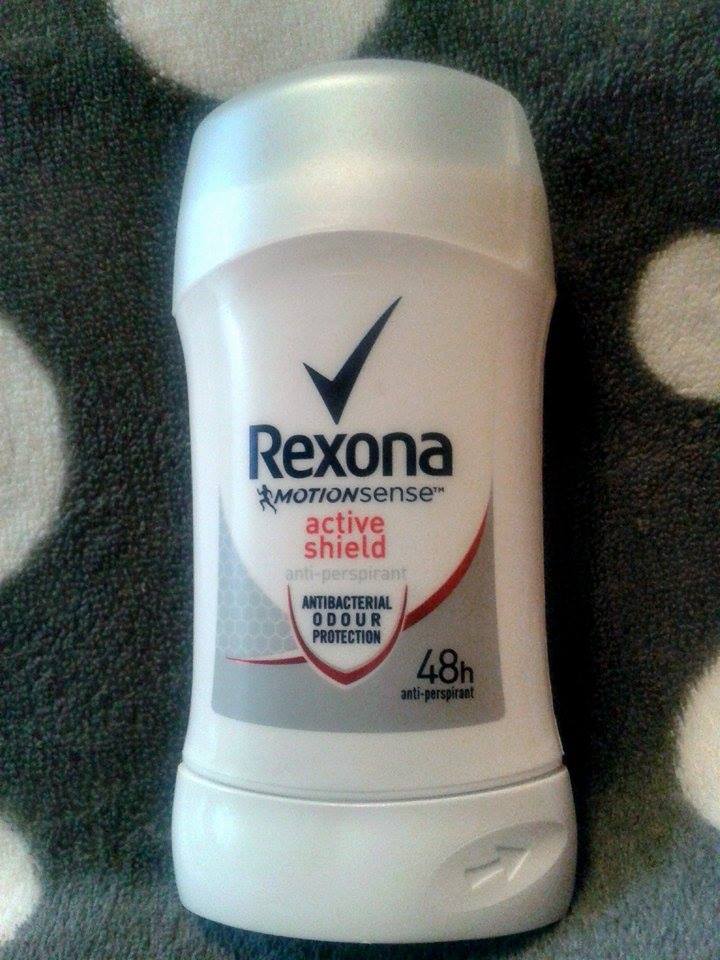 Rexona
MOTIONsense™
active
shield
anti-perspirant
ANTIBACTERIAL
ODOUR
PROTECTION
48h
anti-perspirant